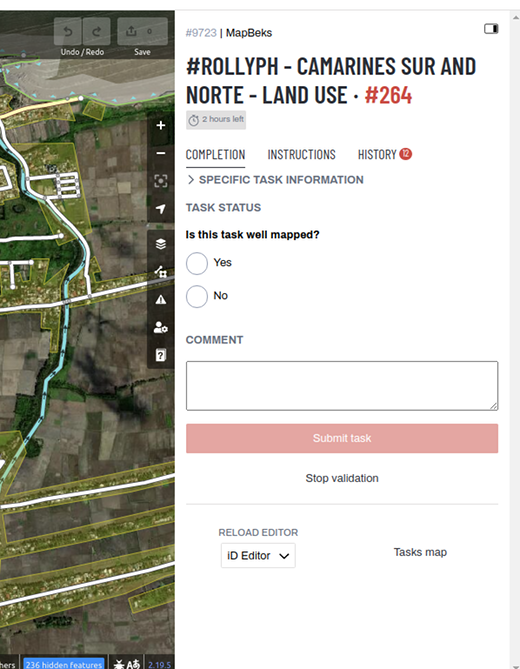 #9723 | MapBeks
#ROLLYPH - CAMARINES SUR AND
NORTE - LAND USE · #264
2 hours left
COMPLETION
INSTRUCTIONS
HISTORY 12
SPECIFIC TASK INFORMATION
TASK STATUS
Is this task well mapped?
Yes
No
COMMENT
Submit task
Stop validation
RELOAD EDITOR
iD Editor
Tasks map
0
Undo / Redo
Save
hers
236 hidden features
2.19.5